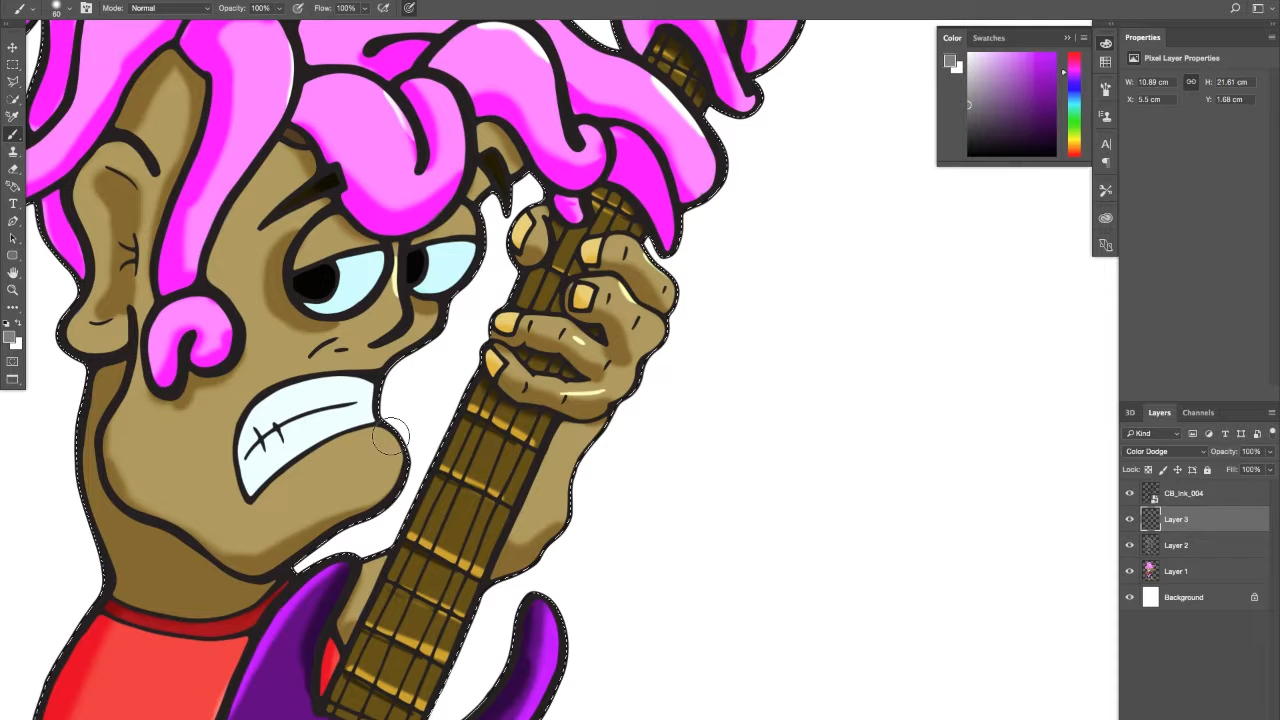 60 Mode: Normal Opacity: 100% Flow: 100%
Color Swatches
Properties
Pixel Layer Properties
W: 10.89 cm H: 21.61 cm
X: 5.5 cm Y: 1.68 cm
3D Layers Channels
Kind
Color Dodge Opacity: 100%
Lock: Fill: 100%
CB_Ink_004
Layer 3
Layer 2
Layer 1
Background